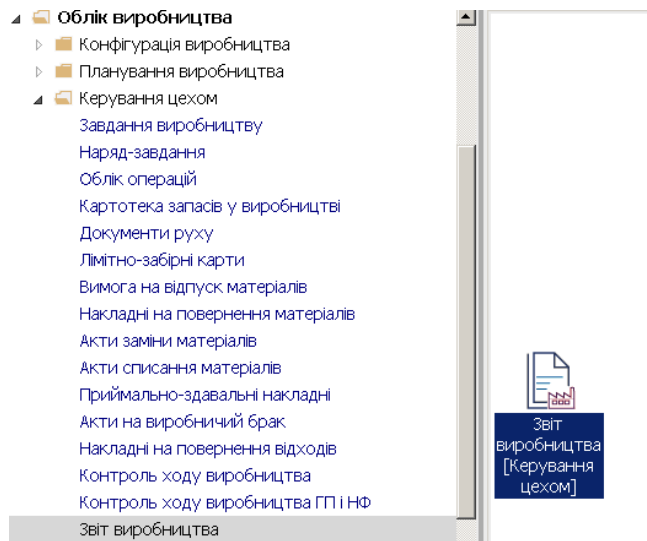 Облік виробництва
Конфігурація виробництва
Планування виробництва
Керування цехом
Завдання виробництву
Наряд-завдання
Облік операцій
Картотека запасів у виробництві
Документи руху
Лімітно-забірні карти
Вимога на відпуск матеріалів
Накладні на повернення матеріалів
Акти заміни матеріалів
Акти списання матеріалів
Приймально-здавальні накладні
Акти на виробничий брак
Накладні на повернення відходів
Контроль ходу виробництва
Контроль ходу виробництва ГП і НФ
Звіт виробництва
Звіт
виробництва
[Керування
цехом]